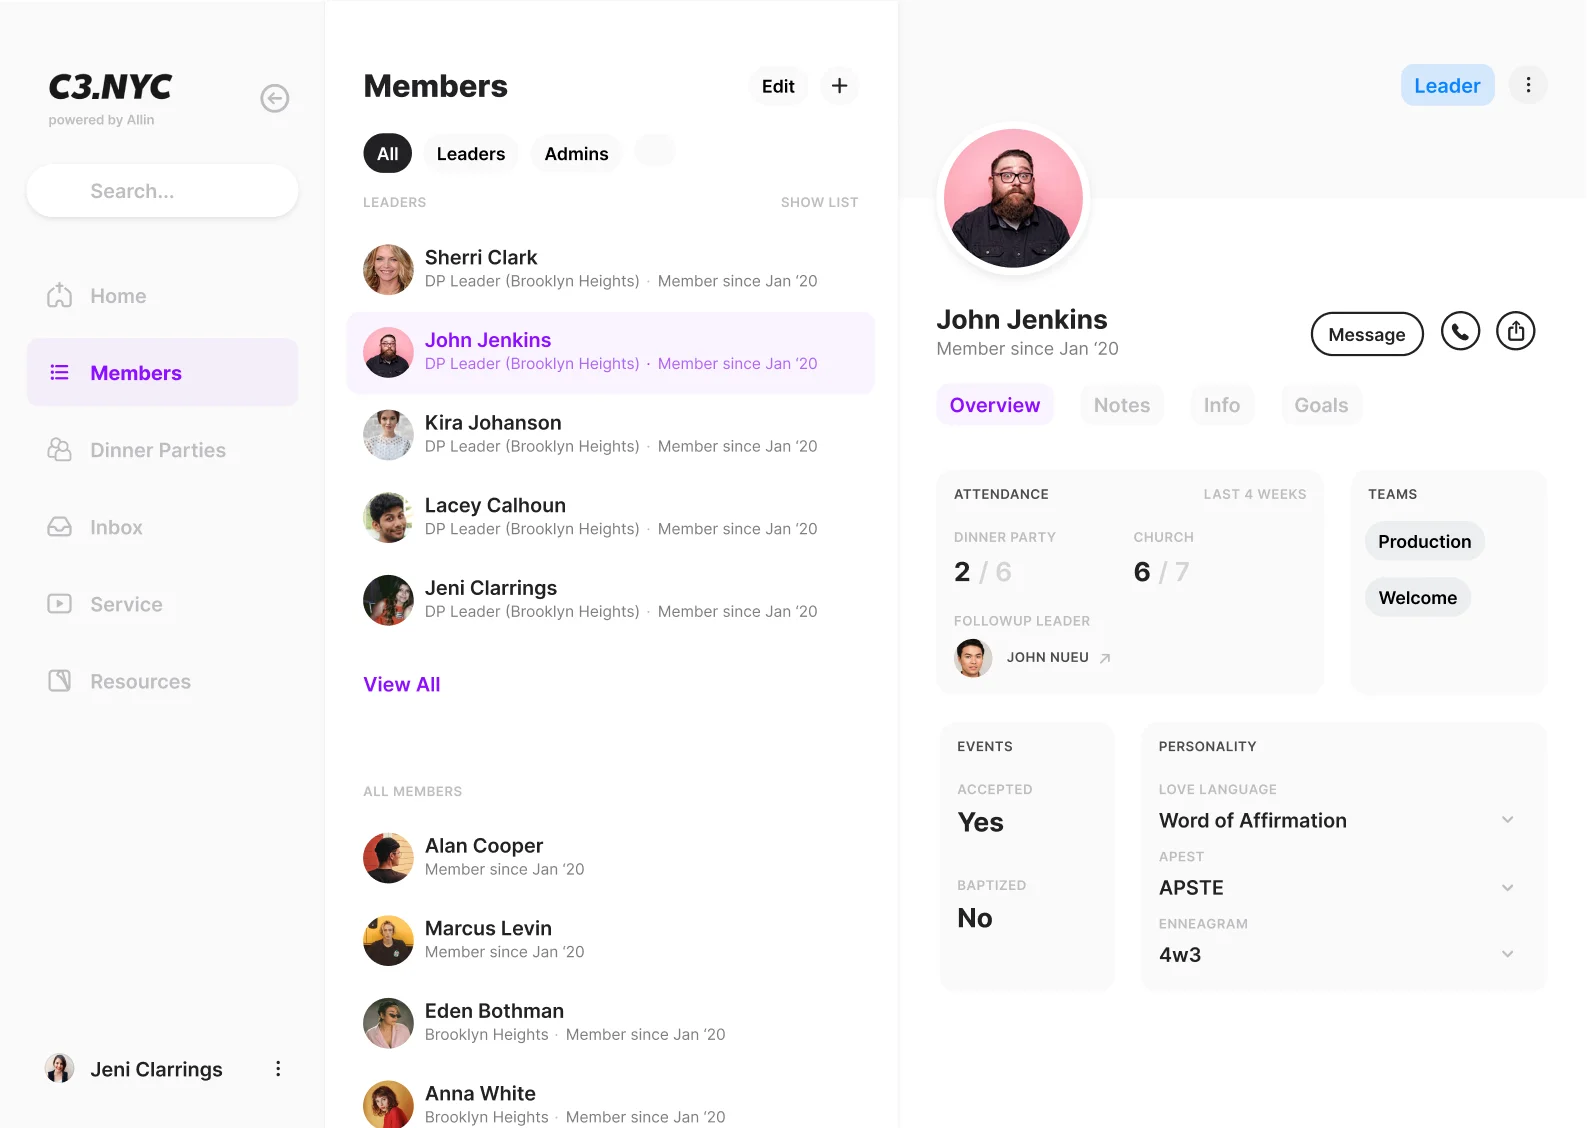 C3.NYC
powered by Allin
Search...
Home
Members
Dinner Parties
Inbox
Service
Resources
Jeni Clarrings
Members
Edit
All
Leaders
Admins
LEADERS
SHOW LIST
Sherri Clark
DP Leader (Brooklyn Heights) · Member since Jan ‘20
John Jenkins
DP Leader (Brooklyn Heights) · Member since Jan ‘20
Kira Johanson
DP Leader (Brooklyn Heights) · Member since Jan ‘20
Lacey Calhoun
DP Leader (Brooklyn Heights) · Member since Jan ‘20
Jeni Clarrings
DP Leader (Brooklyn Heights) · Member since Jan ‘20
View All
ALL MEMBERS
Alan Cooper
Member since Jan ‘20
Marcus Levin
Member since Jan ‘20
Eden Bothman
Brooklyn Heights · Member since Jan ‘20
Anna White
Brooklyn Heights · Member since Jan ‘20
Leader
John Jenkins
Member since Jan ‘20
Message
Overview
Notes
Info
Goals
ATTENDANCE
LAST 4 WEEKS
DINNER PARTY
2 / 6
CHURCH
6 / 7
FOLLOWUP LEADER
JOHN NUEU
TEAMS
Production
Welcome
EVENTS
ACCEPTED
Yes
BAPTIZED
No
PERSONALITY
LOVE LANGUAGE
Word of Affirmation
APEST
APSTE
ENNEAGRAM
4w3